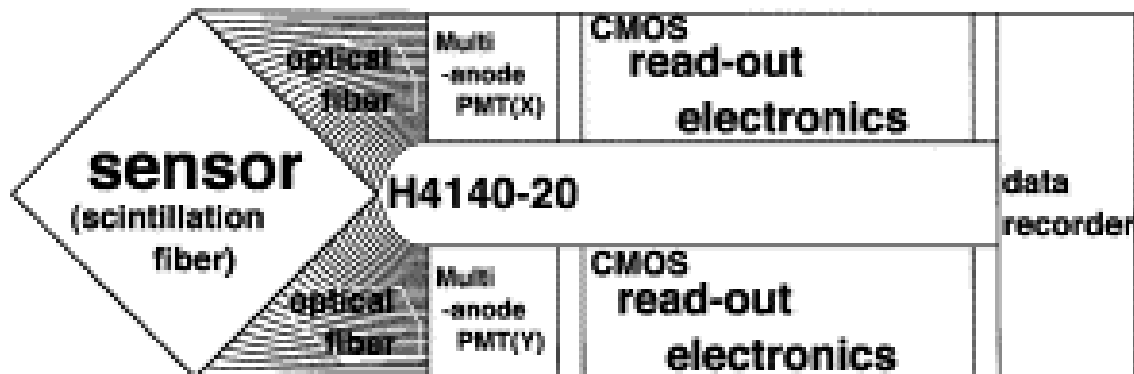 sensor
(scintillation
fiber)
optical
fiber
Multi
-anode
PMT(X)
CMOS
read-out
electronics
H4140-20
data
recorder
optical
fiber
Multi
-anode
PMT(Y)
CMOS
read-out
electronics